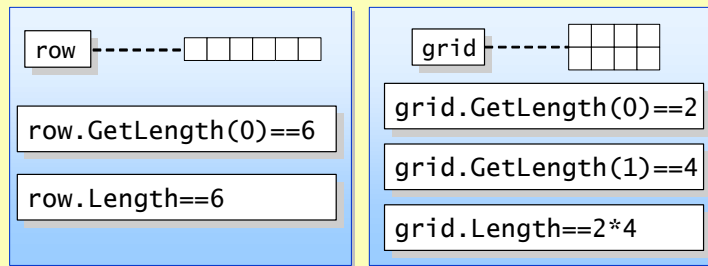 row
row.GetLength(0)==6
row.Length==6
grid
grid.GetLength(0)==2
grid.GetLength(1)==4
grid.Length==2*4